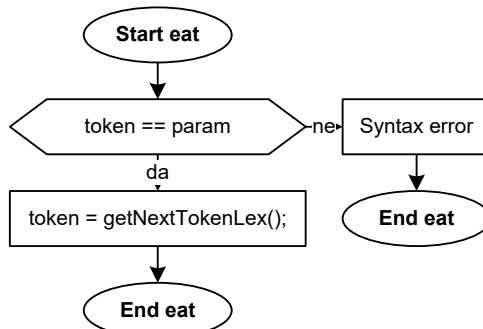 Start eat
token == param
ne
Syntax error
da
token = getNextTokenLex();
End eat
End eat